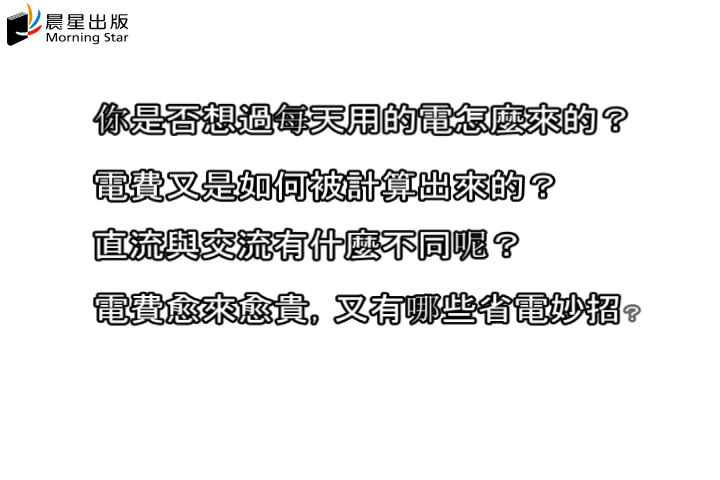 晨星出版
Morning Star
你是否想過每天用的電怎麼來的？
電費又是如何被計算出來的？
直流與交流有什麼不同呢？
電費愈來愈貴，又有哪些省電妙招？